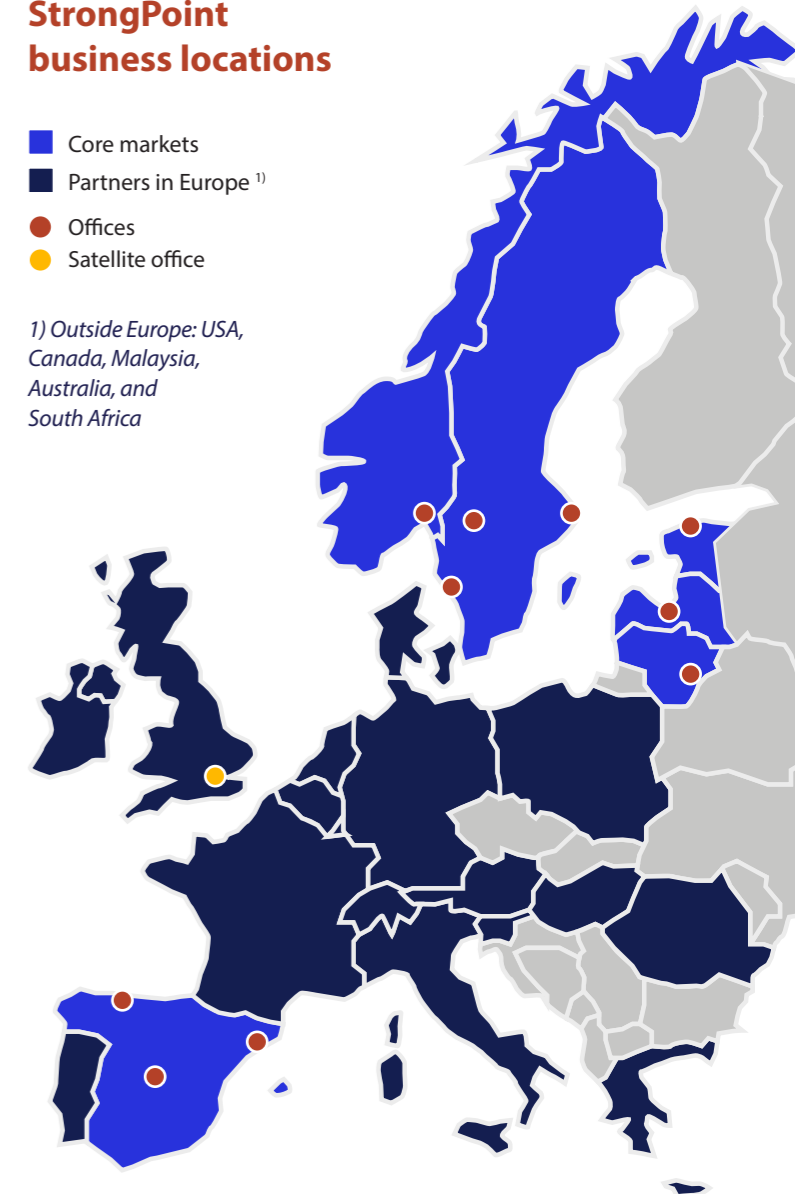 StrongPoint
business locations
Core markets
Partners in Europe ¹⁾
Offices
Satellite office
1) Outside Europe: USA,
Canada, Malaysia,
Australia, and
South Africa